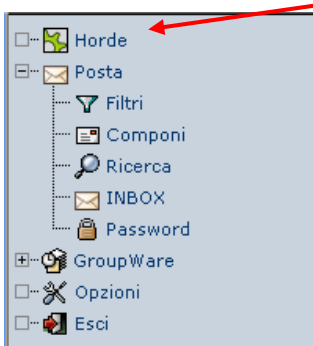 Horde
Posta
Filtri
Componi
Ricerca
INBOX
Password
GroupWare
Opzioni
Esci